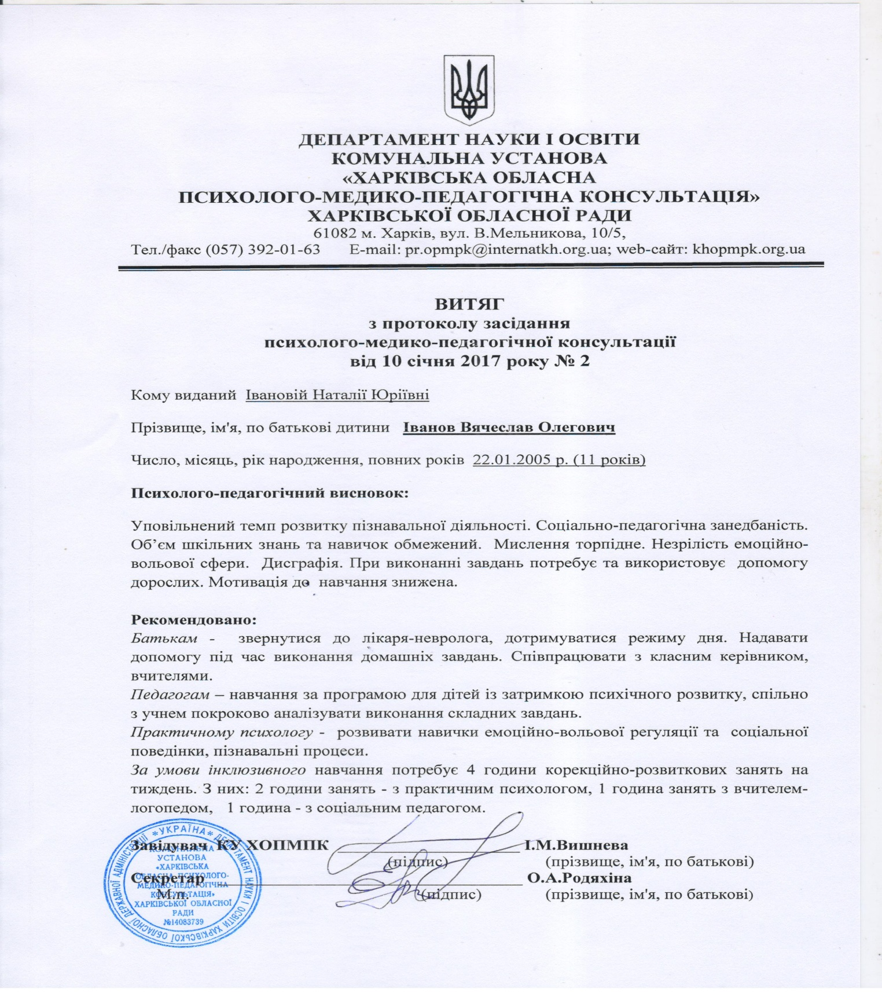 ДЕПАРТАМЕНТ НАУКИ І ОСВІТИ
КОМУНАЛЬНА УСТАНОВА
«ХАРКІВСЬКА ОБЛАСНА
ПСИХОЛОГО-МЕДИКО-ПЕДАГОГІЧНА КОНСУЛЬТАЦІЯ»
ХАРКІВСЬКОЇ ОБЛАСНОЇ РАДИ
61082 м. Харків, вул. В.Мельникова, 10/5,
Тел./факс (057) 392-01-63 E-mail: pr.opmpk@internatkh.org.ua; web-сайт: khopmpk.org.ua
ВИТЯГ
з протоколу засідання
психолого-медико-педагогічної консультації
від 10 січня 2017 року № 2
Кому виданий Івановій Наталії Юріївні
Прізвище, ім'я, по батькові дитини Іванов Вячеслав Олегович
Число, місяць, рік народження, повних років 22.01.2005 р. (11 років)
Психолого-педагогічний висновок:
Уповільнений темп розвитку пізнавальної діяльності. Соціально-педагогічна занедбаність.
Об’єм шкільних знань та навичок обмежений. Мислення торпідне. Незрілість емоційно-
вольової сфери. Дисграфія. При виконанні завдань потребує та використовує допомогу
дорослих. Мотивація до навчання знижена.
Рекомендовано:
Батькам - звернутися до лікаря-невролога, дотримуватися режиму дня. Надавати
допомогу під час виконання домашніх завдань. Співпрацювати з класним керівником,
вчителями.
Педагогам – навчання за програмою для дітей із затримкою психічного розвитку, спільно
з учнем покроково аналізувати виконання складних завдань.
Практичному психологу - розвивати навички емоційно-вольової регуляції та соціальної
поведінки, пізнавальні процеси.
За умови інклюзивного навчання потребує 4 години корекційно-розвиткових занять на
тиждень. З них: 2 години занять - з практичним психологом, 1 година занять з вчителем-
логопедом, 1 година - з соціальним педагогом.
Завідувач КУ ХОПМПК І.М.Вишнева
(підпис) (прізвище, ім'я, по батькові)
Секретар О.А.Родяхіна
М.п. (підпис) (прізвище, ім'я, по батькові)
*УКРАЇНА* ДЕПАРТАМЕНТ НАУКИ І ОСВІТИ ХАРКІВСЬКОЇ ОБЛАСНОЇ ДЕРЖАВНОЇ АДМІНІСТРАЦІЇ
КОМУНАЛЬНА
УСТАНОВА
«ХАРКІВСЬКА
ОБЛАСНА ПСИХОЛОГО-
МЕДИКО-ПЕДАГОГІЧНА
КОНСУЛЬТАЦІЯ»
ХАРКІВСЬКОЇ ОБЛАСНОЇ
РАДИ
№14083739